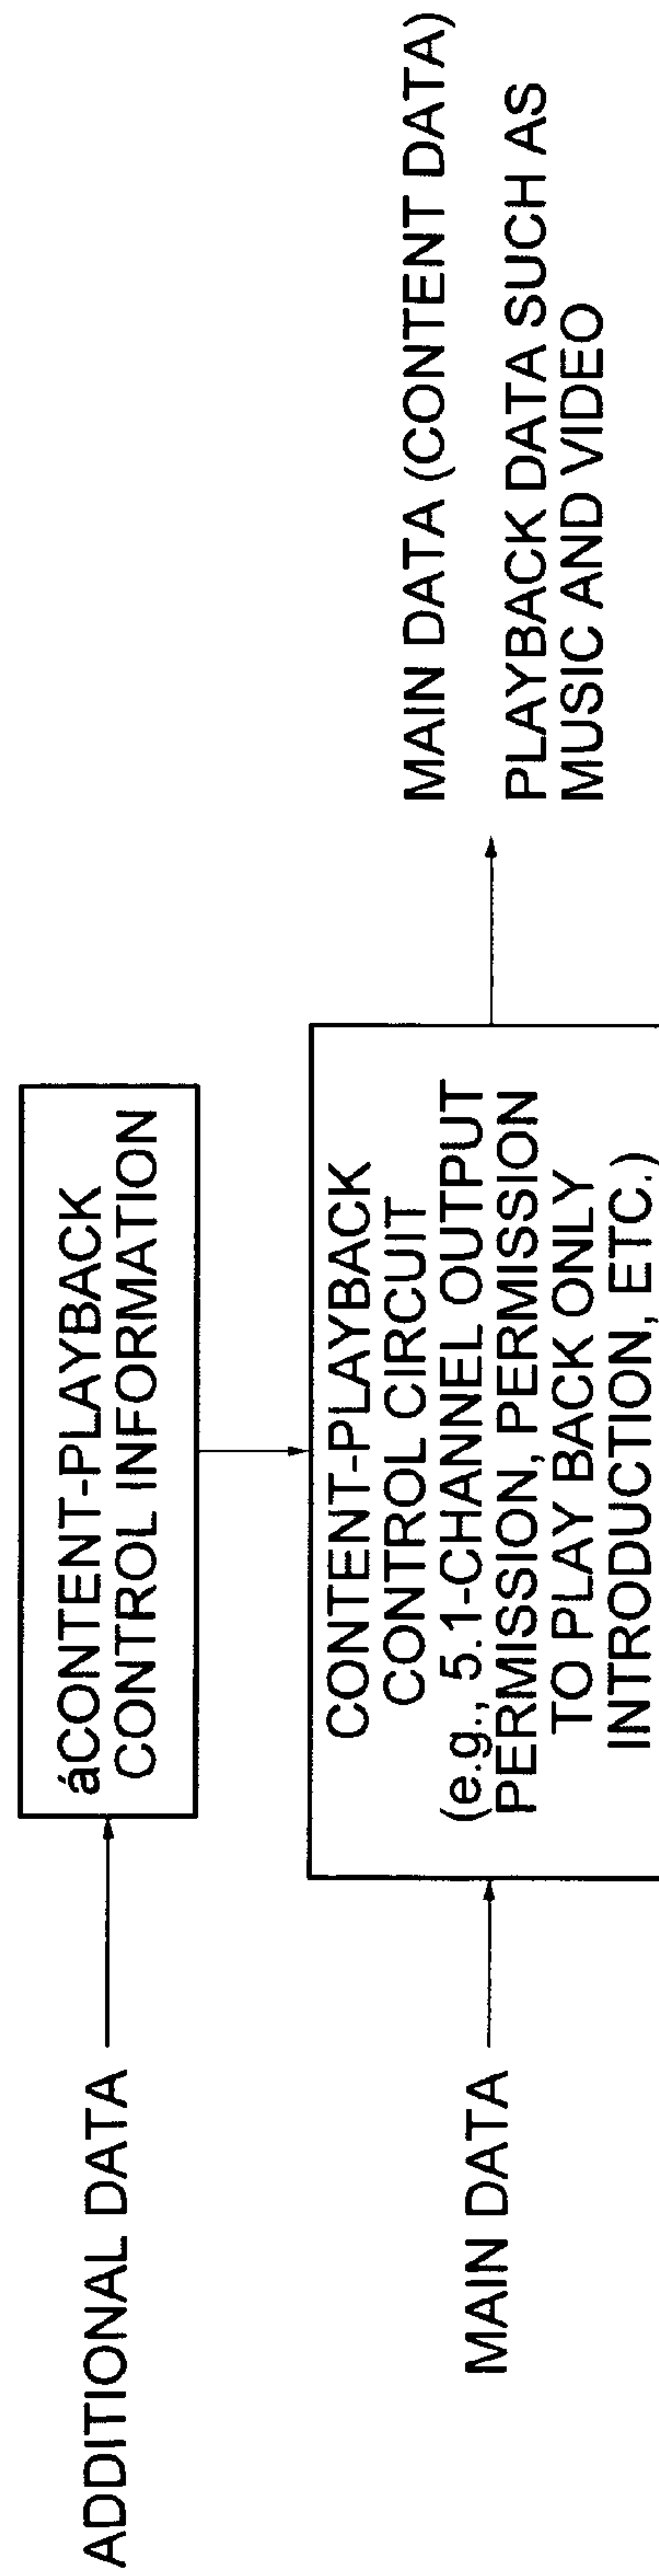 ADDITIONAL DATA
áCONTENT-PLAYBACK
CONTROL INFORMATION
MAIN DATA
CONTENT-PLAYBACK
CONTROL CIRCUIT
(e.g., 5.1-CHANNEL OUTPUT
PERMISSION, PERMISSION
TO PLAY BACK ONLY
INTRODUCTION, ETC.)
MAIN DATA (CONTENT DATA)
PLAYBACK DATA SUCH AS
MUSIC AND VIDEO